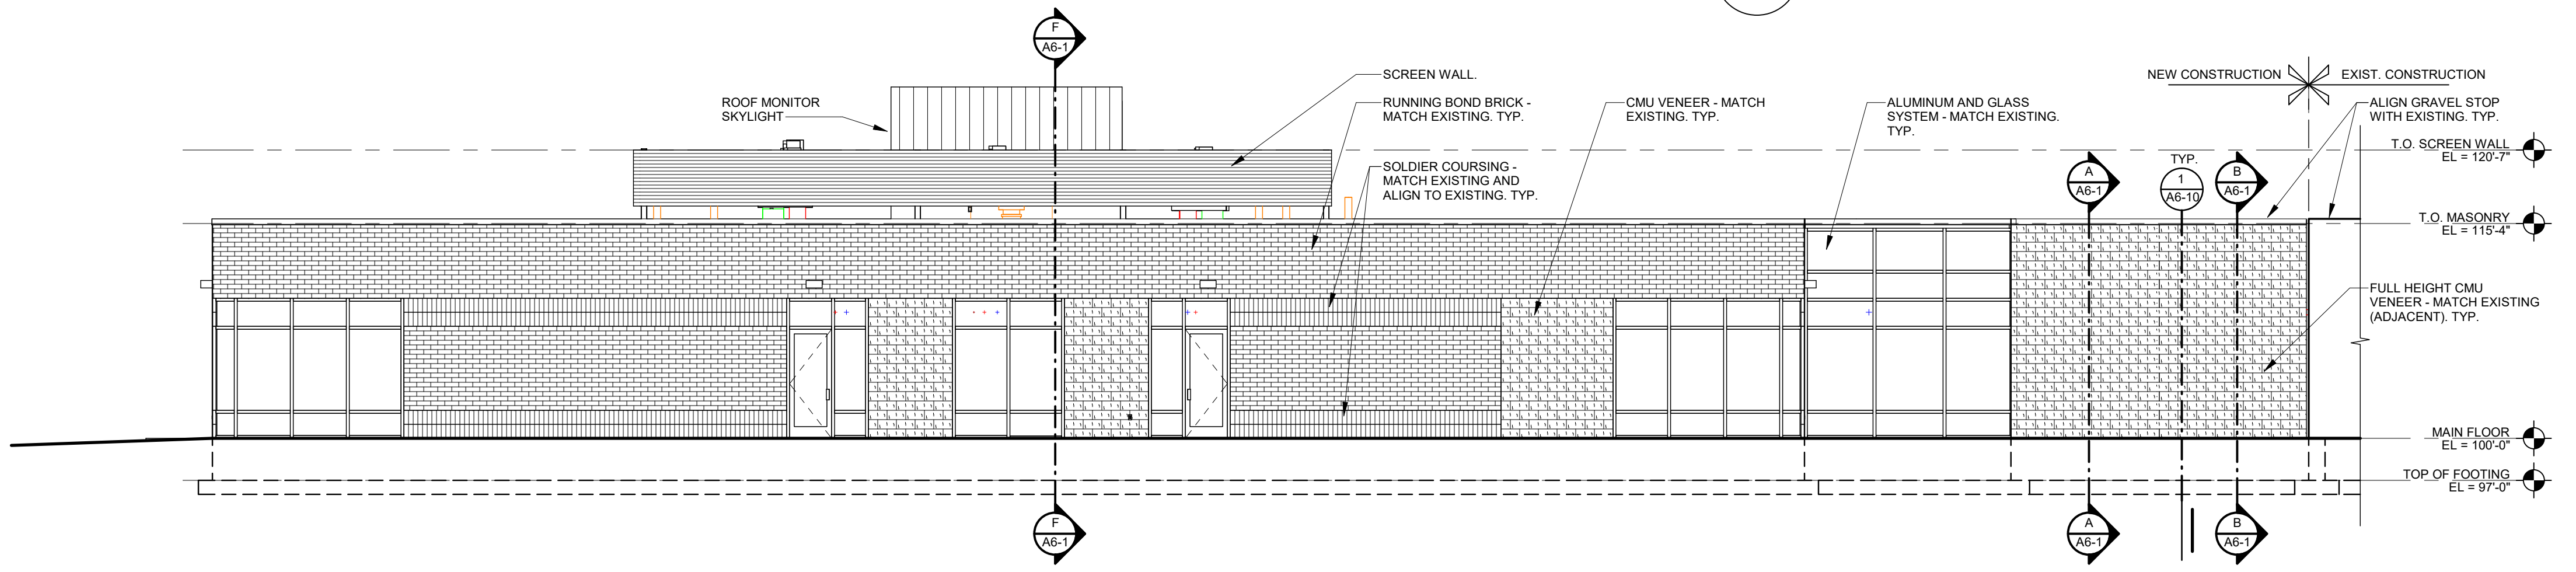 F
A6-1
SCREEN WALL.
NEW CONSTRUCTION
EXIST. CONSTRUCTION
ROOF MONITOR
SKYLIGHT
RUNNING BOND BRICK -
MATCH EXISTING. TYP.
CMU VENEER - MATCH
EXISTING. TYP.
ALUMINUM AND GLASS
SYSTEM - MATCH EXISTING.
TYP.
ALIGN GRAVEL STOP
WITH EXISTING. TYP.
T.O. SCREEN WALL
EL = 120'-7"
SOLDIER COURSING -
MATCH EXISTING AND
ALIGN TO EXISTING. TYP.
A
A6-1
TYP.
1
A6-10
B
A6-1
T.O. MASONRY
EL = 115'-4"
FULL HEIGHT CMU
VENEER - MATCH EXISTING
(ADJACENT). TYP.
MAIN FLOOR
EL = 100'-0"
TOP OF FOOTING
EL = 97'-0"
F
A6-1
A
A6-1
B
A6-1